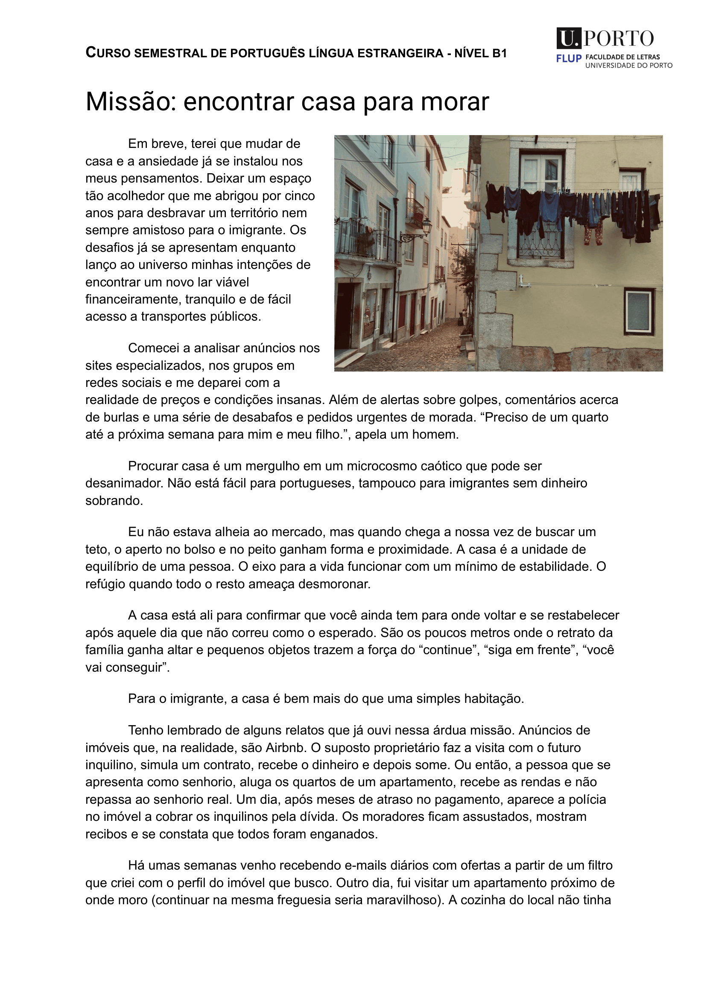 CURSO SEMESTRAL DE PORTUGUÊS LÍNGUA ESTRANGEIRA - NÍVEL B1
U.PORTO
FLUP FACULDADE DE LETRAS
UNIVERSIDADE DO PORTO
Missão: encontrar casa para morar
Em breve, terei que mudar de
casa e a ansiedade já se instalou nos
meus pensamentos. Deixar um espaço
tão acolhedor que me abrigou por cinco
anos para desbravar um território nem
sempre amistoso para o imigrante. Os
desafios já se apresentam enquanto
lanço ao universo minhas intenções de
encontrar um novo lar viável
financeiramente, tranquilo e de fácil
acesso a transportes públicos.
Comecei a analisar anúncios nos
sites especializados, nos grupos em
redes sociais e me deparei com a
realidade de preços e condições insanas. Além de alertas sobre golpes, comentários acerca
de burlas e uma série de desabafos e pedidos urgentes de morada. “Preciso de um quarto
até a próxima semana para mim e meu filho.”, apela um homem.
Procurar casa é um mergulho em um microcosmo caótico que pode ser
desanimador. Não está fácil para portugueses, tampouco para imigrantes sem dinheiro
sobrando.
Eu não estava alheia ao mercado, mas quando chega a nossa vez de buscar um
teto, o aperto no bolso e no peito ganham forma e proximidade. A casa é a unidade de
equilíbrio de uma pessoa. O eixo para a vida funcionar com um mínimo de estabilidade. O
refúgio quando todo o resto ameaça desmoronar.
A casa está ali para confirmar que você ainda tem para onde voltar e se restabelecer
após aquele dia que não correu como o esperado. São os poucos metros onde o retrato da
família ganha altar e pequenos objetos trazem a força do “continue”, “siga em frente”, “você
vai conseguir”.
Para o imigrante, a casa é bem mais do que uma simples habitação.
Tenho lembrado de alguns relatos que já ouvi nessa árdua missão. Anúncios de
imóveis que, na realidade, são Airbnb. O suposto proprietário faz a visita com o futuro
inquilino, simula um contrato, recebe o dinheiro e depois some. Ou então, a pessoa que se
apresenta como senhorio, aluga os quartos de um apartamento, recebe as rendas e não
repassa ao senhorio real. Um dia, após meses de atraso no pagamento, aparece a polícia
no imóvel a cobrar os inquilinos pela dívida. Os moradores ficam assustados, mostram
recibos e se constata que todos foram enganados.
Há umas semanas venho recebendo e-mails diários com ofertas a partir de um filtro
que criei com o perfil do imóvel que busco. Outro dia, fui visitar um apartamento próximo de
onde moro (continuar na mesma freguesia seria maravilhoso). A cozinha do local não tinha